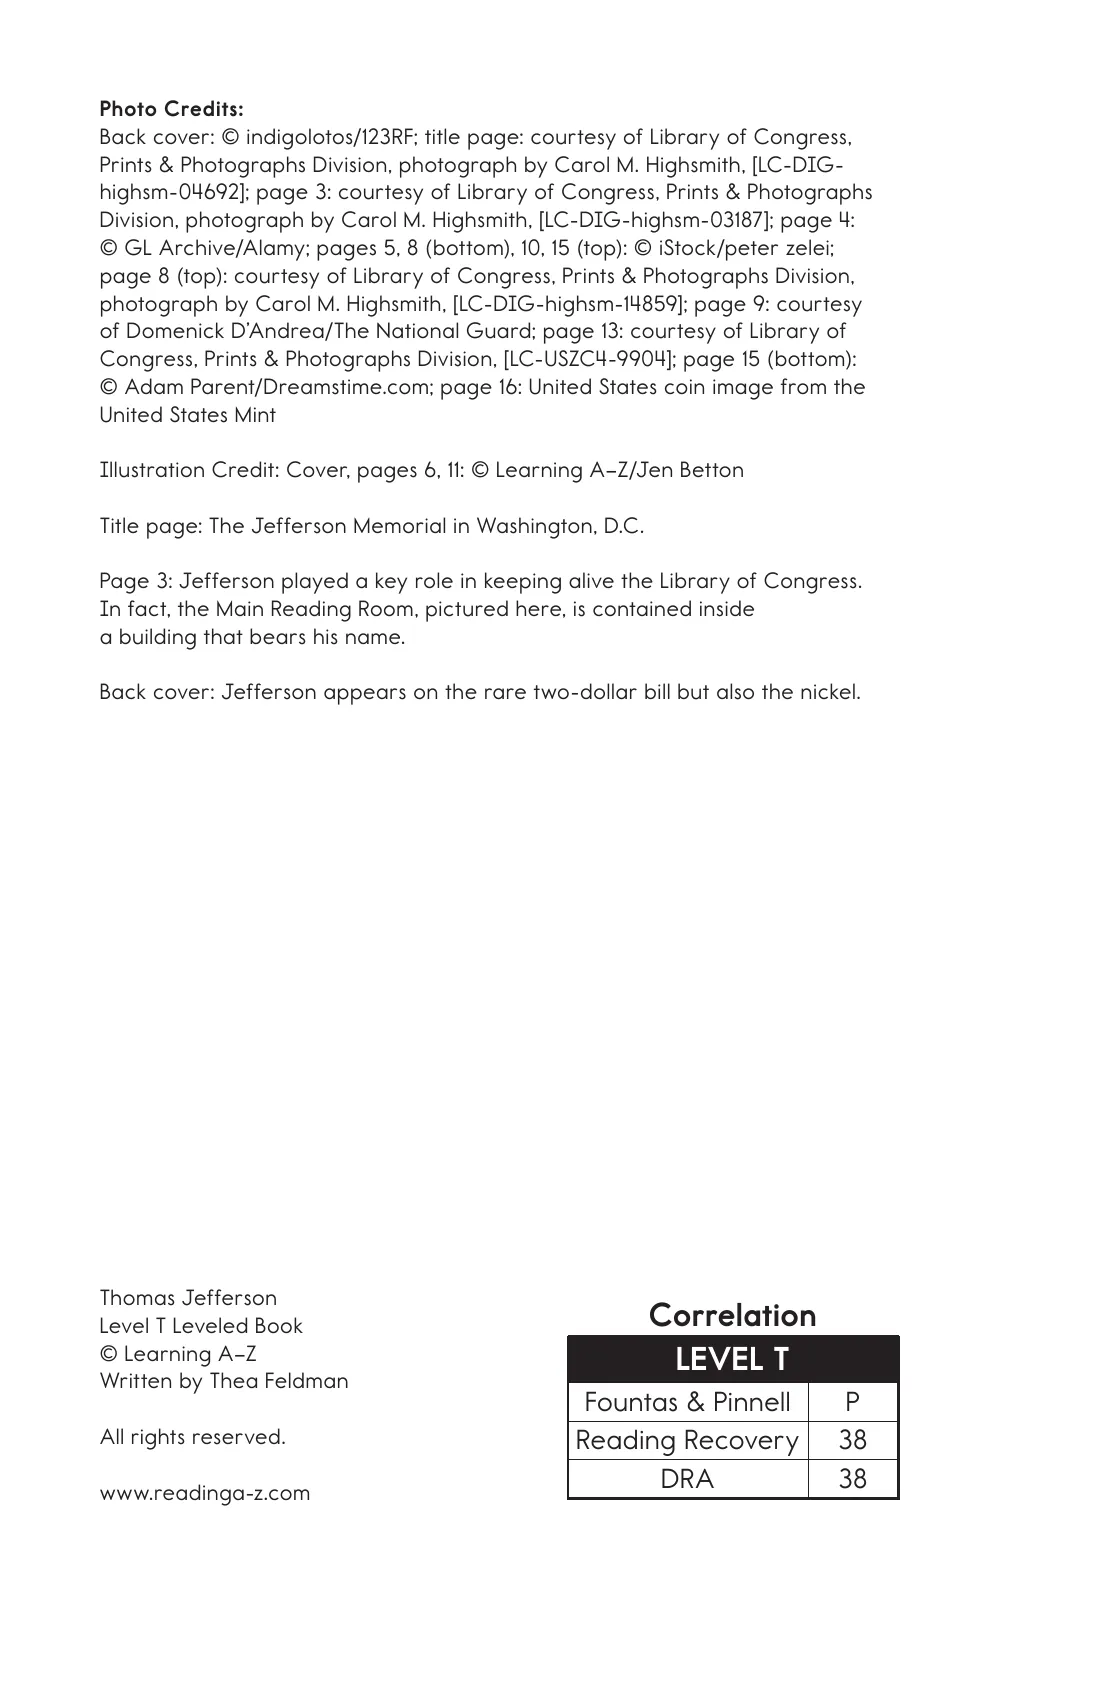 Photo Credits:
Back cover: © indigolotos/123RF; title page: courtesy of Library of Congress,
Prints & Photographs Division, photograph by Carol M. Highsmith, [LC-DIG-
highsm-04692]; page 3: courtesy of Library of Congress, Prints & Photographs
Division, photograph by Carol M. Highsmith, [LC-DIG-highsm-03187]; page 4:
© GL Archive/Alamy; pages 5, 8 (bottom), 10, 15 (top): © iStock/peter zelei;
page 8 (top): courtesy of Library of Congress, Prints & Photographs Division,
photograph by Carol M. Highsmith, [LC-DIG-highsm-14859]; page 9: courtesy
of Domenick D’Andrea/The National Guard; page 13: courtesy of Library of
Congress, Prints & Photographs Division, [LC-USZC4-9904]; page 15 (bottom):
© Adam Parent/Dreamstime.com; page 16: United States coin image from the
United States Mint
Illustration Credit: Cover, pages 6, 11: © Learning A–Z/Jen Betton
Title page: The Jefferson Memorial in Washington, D.C.
Page 3: Jefferson played a key role in keeping alive the Library of Congress.
In fact, the Main Reading Room, pictured here, is contained inside
a building that bears his name.
Back cover: Jefferson appears on the rare two-dollar bill but also the nickel.
Thomas Jefferson
Level T Leveled Book
© Learning A–Z
Written by Thea Feldman
All rights reserved.
www.readinga-z.com
Correlation
LEVEL T
Fountas & Pinnell P
Reading Recovery 38
DRA 38